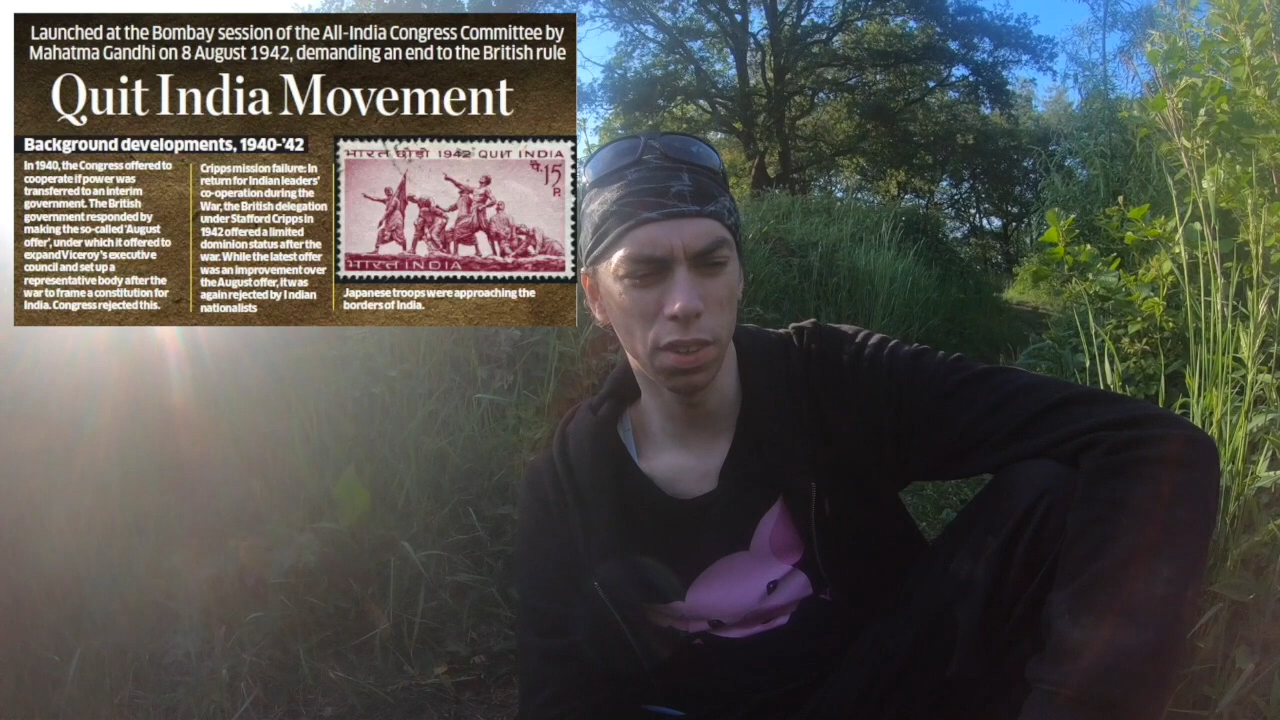 Launched at the Bombay session of the All-India Congress Committee by
Mahatma Gandhi on 8 August 1942, demanding an end to the British rule
Quit India Movement
Background developments, 1940-'42
In 1940, the Congress offered to
cooperate if power was
transferred to an interim
government. The British
government responded by
making the so-called 'August
offer', under which it offered to
expand Viceroy's executive
council and set up a
representative body after the
war to frame a constitution for
India. Congress rejected this.
Cripps mission failure: In
return for Indian leaders'
co-operation during the
War, the British delegation
under Stafford Cripps in
1942 offered a limited
dominion status after the
war. While the latest offer
was an improvement over
the August offer, it was
again rejected by Indian
nationalists
भारत छोड़ो 1942 QUIT INDIA
पै.15
P.
भारत INDIA
Japanese troops were approaching the
borders of India.